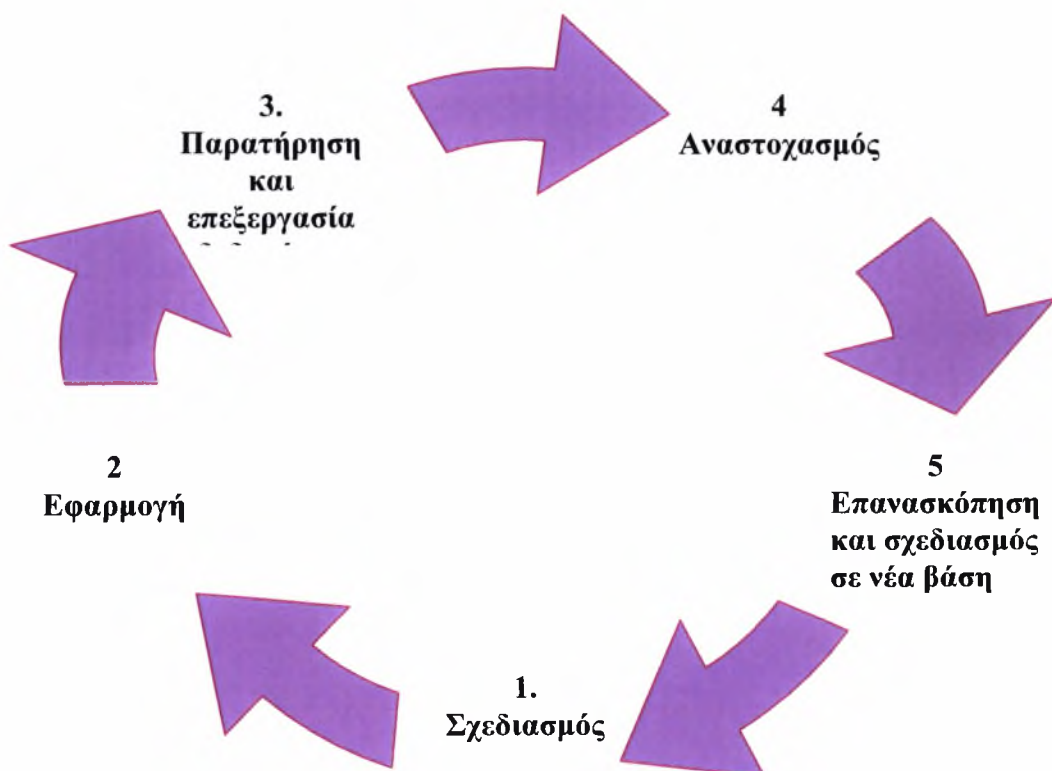 3.
Παρατήρηση
και
επεξεργασία
4
Αναστοχασμός
2
Εφαρμογή
5
Επανασκόπηση
και σχεδιασμός
σε νέα βάση
1.
Σχεδιασμός